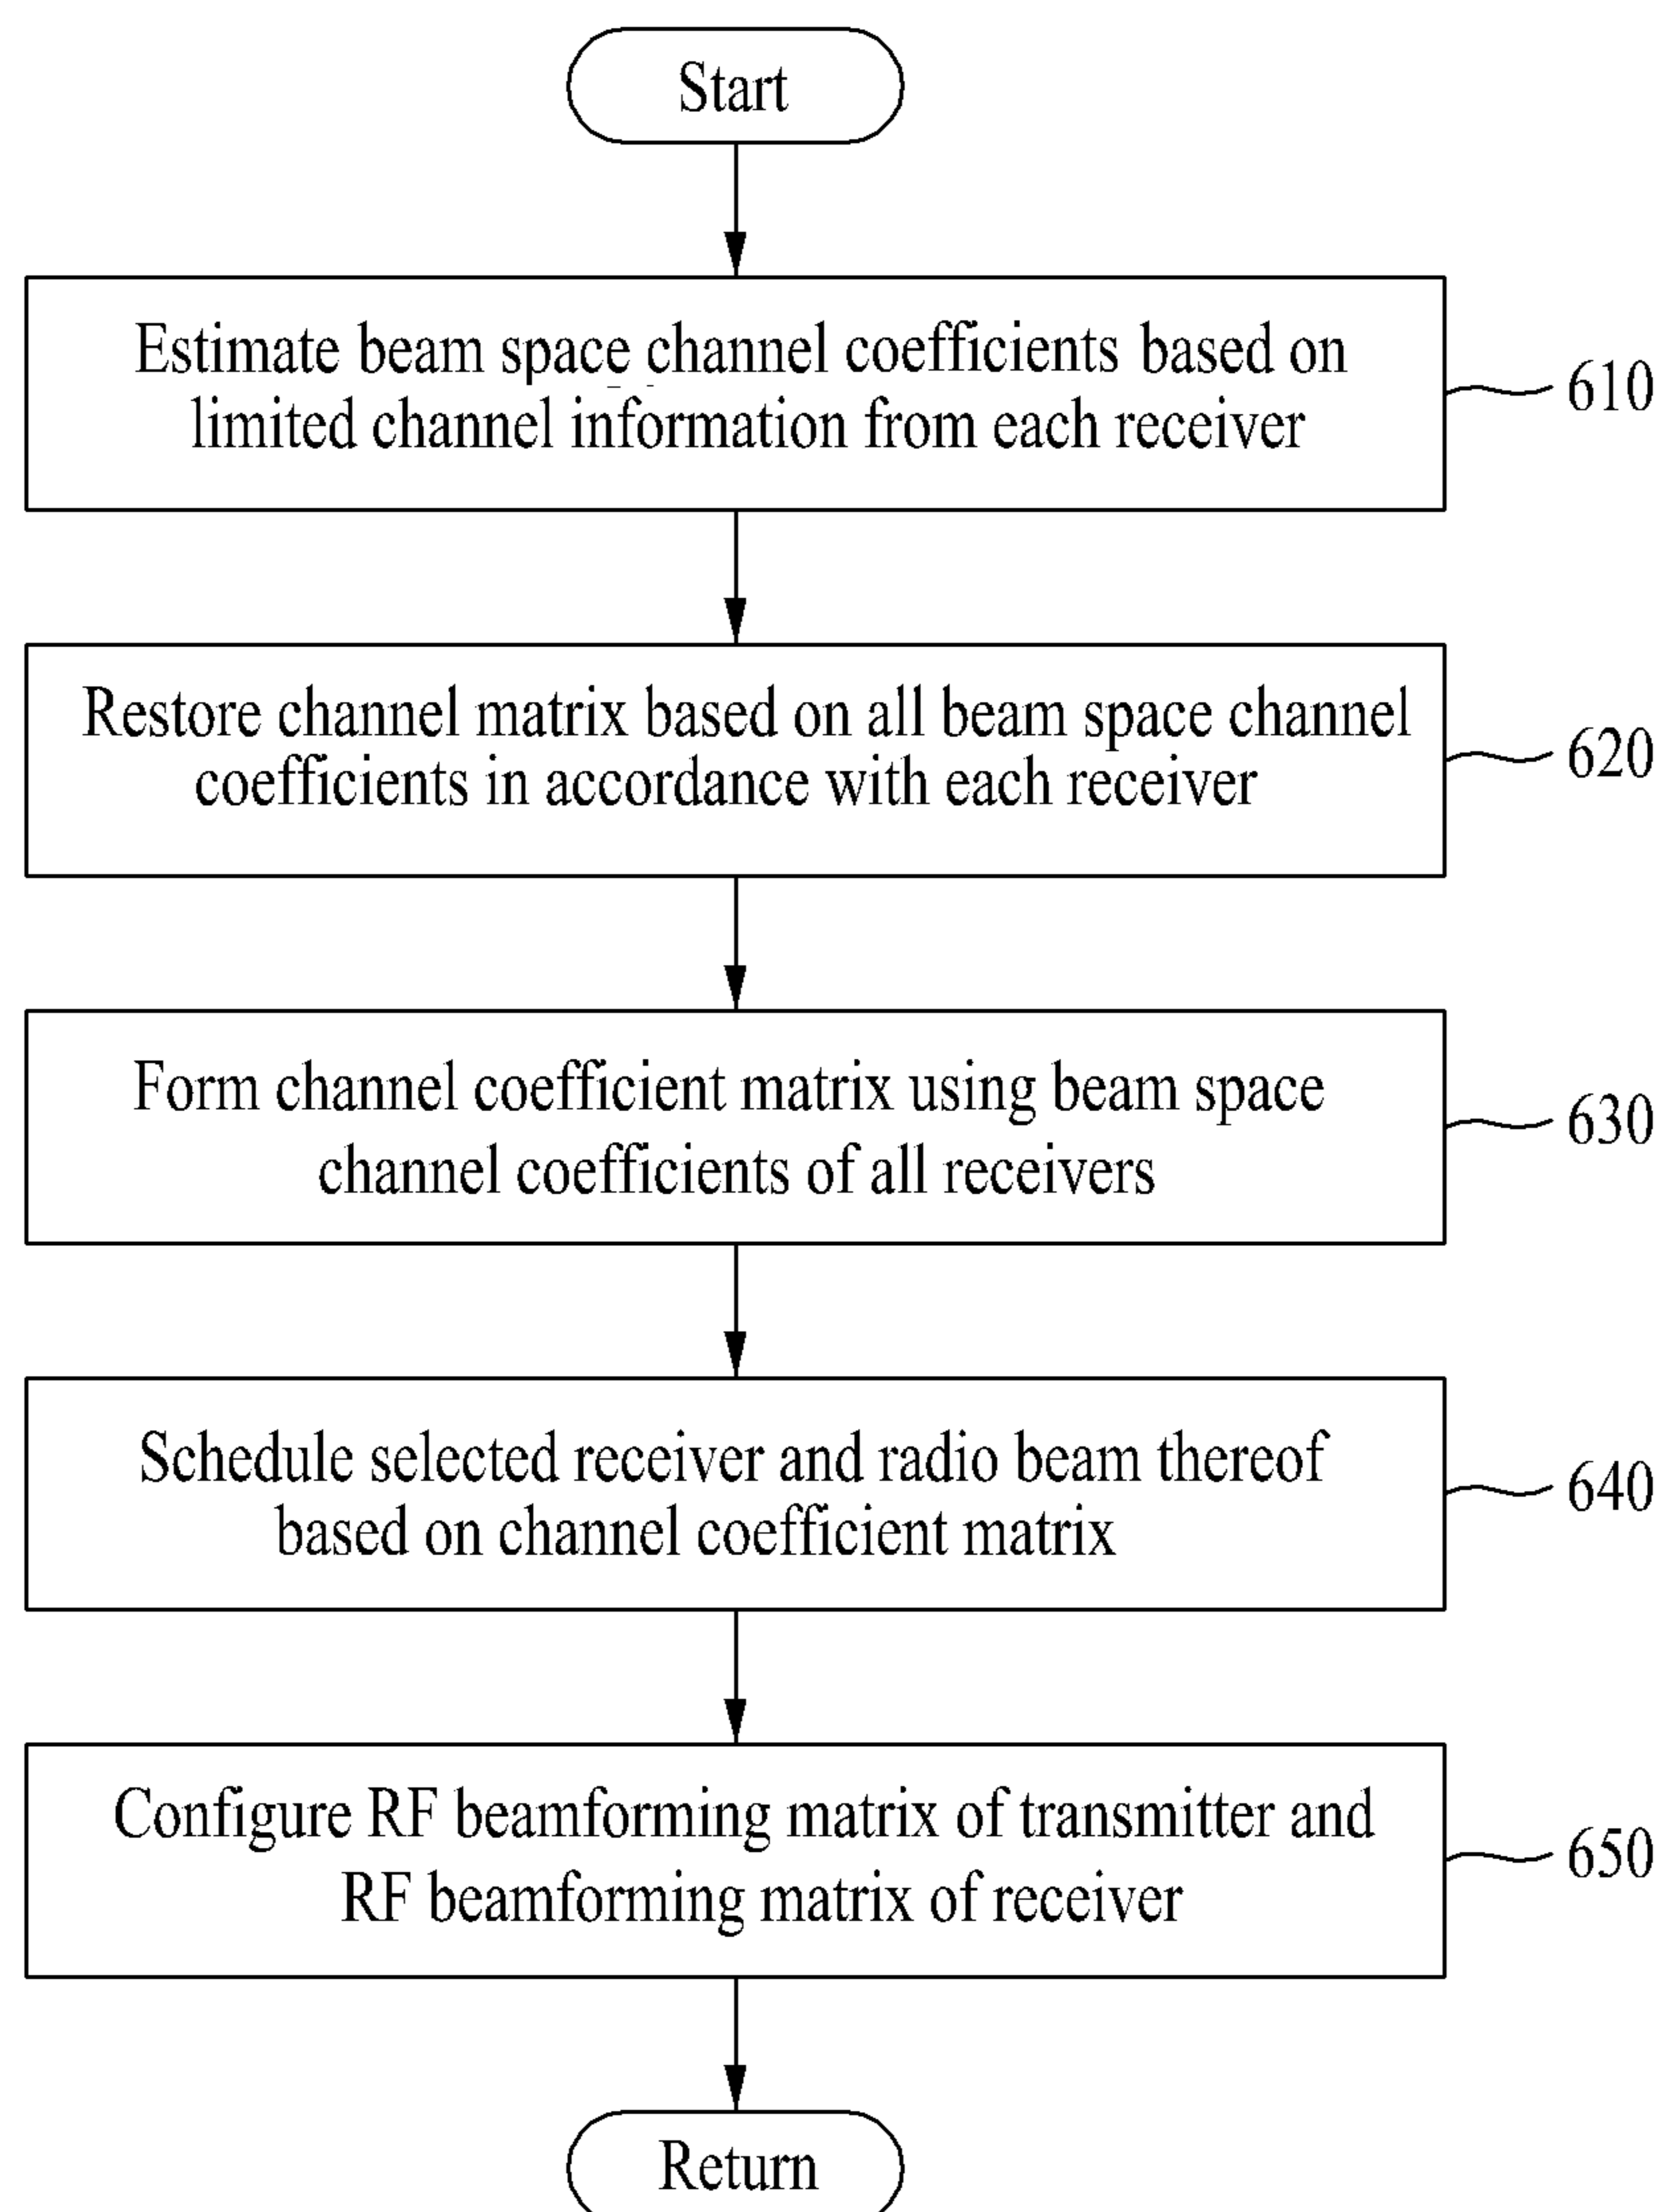 Start
Estimate beam space channel coefficients based on
limited channel information from each receiver
610
Restore channel matrix based on all beam space channel
coefficients in accordance with each receiver
620
Form channel coefficient matrix using beam space
channel coefficients of all receivers
630
Schedule selected receiver and radio beam thereof
based on channel coefficient matrix
640
Configure RF beamforming matrix of transmitter and
RF beamforming matrix of receiver
650
Return